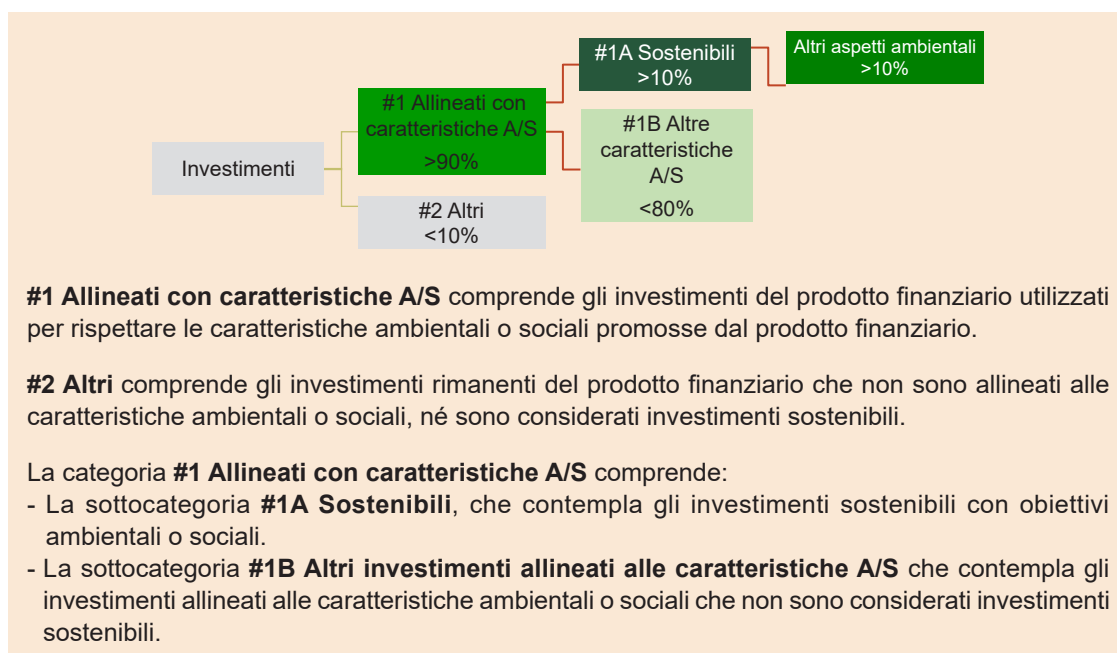 Investimenti
#1 Allineati con
caratteristiche A/S
>90%
#2 Altri
<10%
#1A Sostenibili
>10%
#1B Altre
caratteristiche
A/S
<80%
Altri aspetti ambientali
>10%
#1 Allineati con caratteristiche A/S comprende gli investimenti del prodotto finanziario utilizzati
per rispettare le caratteristiche ambientali o sociali promosse dal prodotto finanziario.
#2 Altri comprende gli investimenti rimanenti del prodotto finanziario che non sono allineati alle
caratteristiche ambientali o sociali, né sono considerati investimenti sostenibili.
La categoria #1 Allineati con caratteristiche A/S comprende:
- La sottocategoria #1A Sostenibili, che contempla gli investimenti sostenibili con obiettivi
ambientali o sociali.
- La sottocategoria #1B Altri investimenti allineati alle caratteristiche A/S che contempla gli
investimenti allineati alle caratteristiche ambientali o sociali che non sono considerati investimenti
sostenibili.